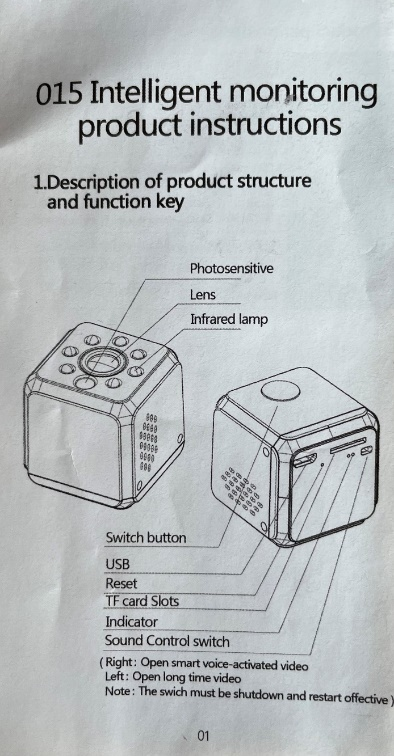 015 Intelligent monitoring
product instructions
1.Description of product structure
and function key
Photosensitive
Lens
Infrared lamp
Switch button
USB
Reset
TF card Slots
Indicator
Sound Control switch
( Right: Open smart voice-activated video
Left: Open long time video
Note: The swich must be shutdown and restart offective )
01